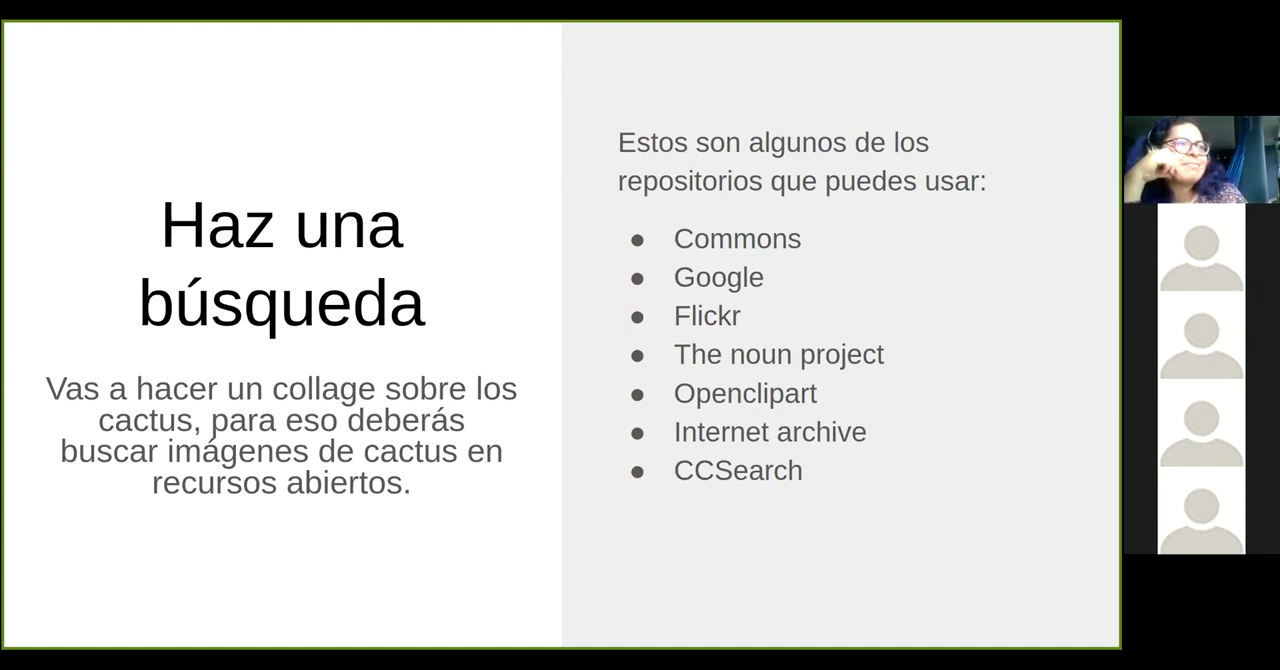 Haz una
búsqueda
Vas a hacer un collage sobre los
cactus, para eso deberás
buscar imágenes de cactus en
recursos abiertos.
Estos son algunos de los
repositorios que puedes usar:
● Commons
● Google
● Flickr
● The noun project
● Openclipart
● Internet archive
● CCSearch